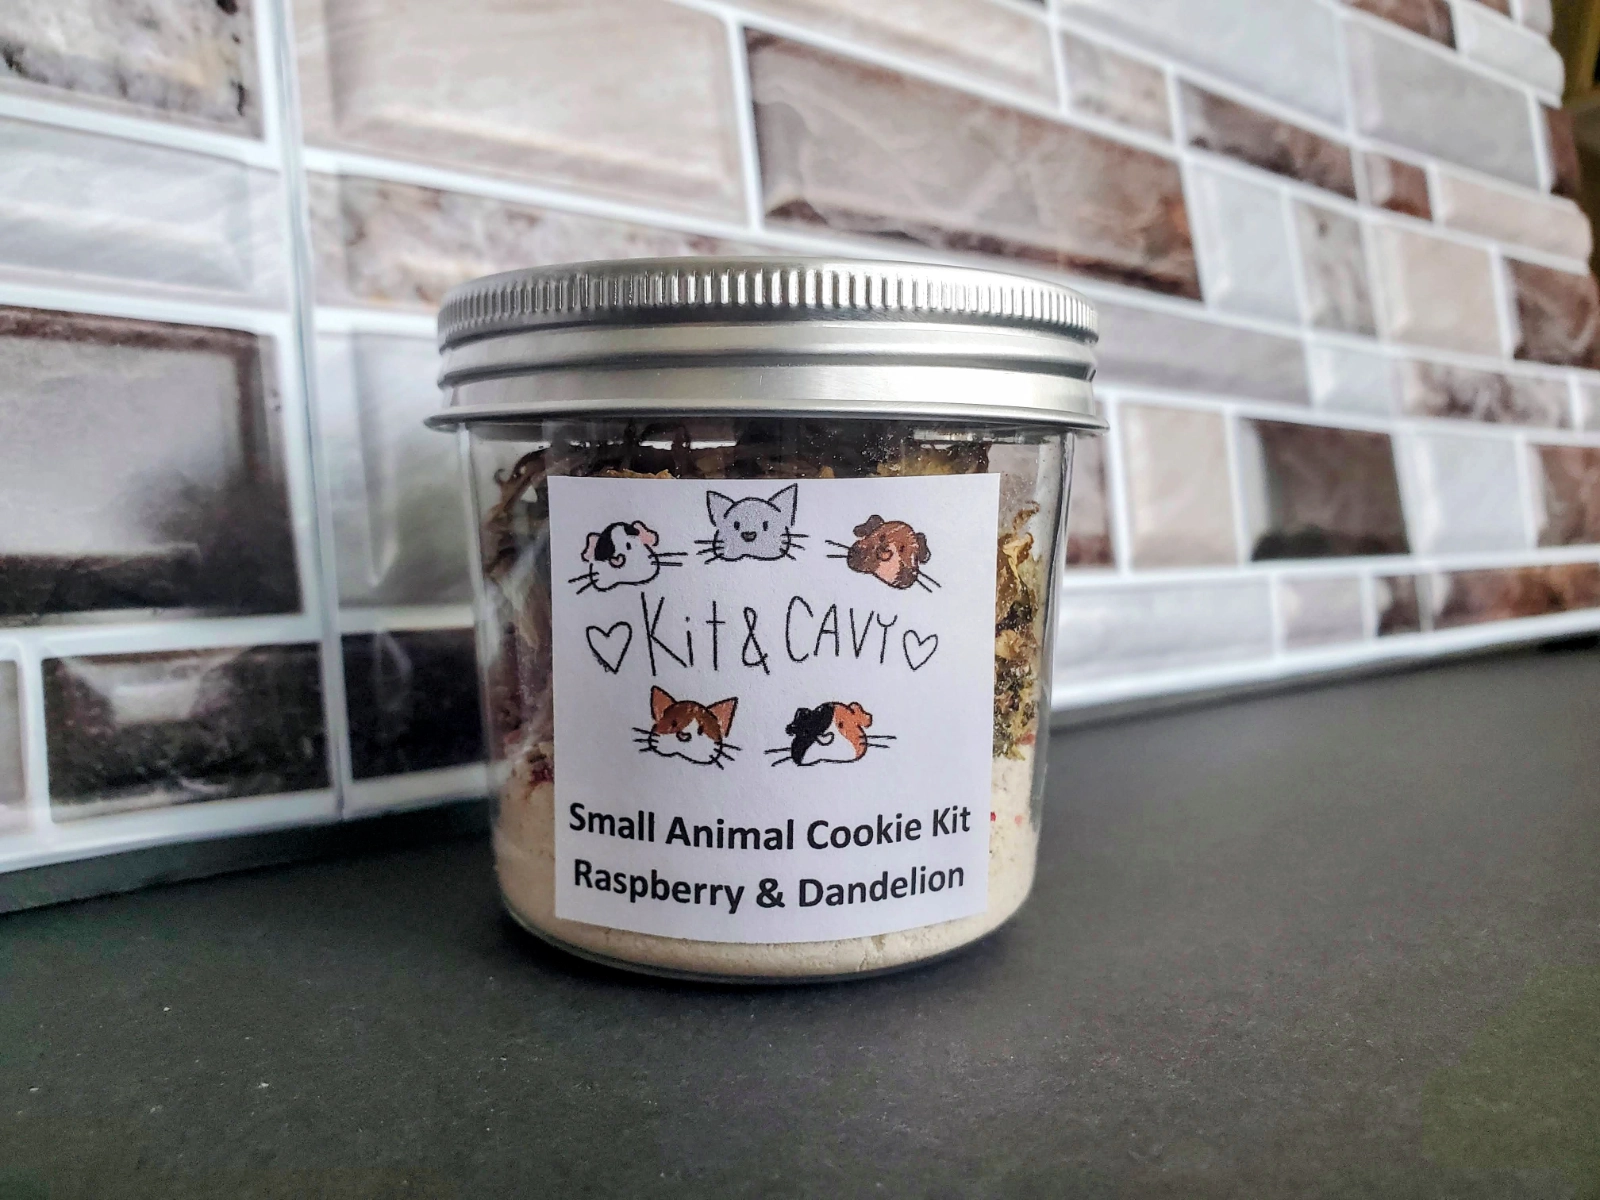 Kit & CAVY
Small Animal Cookie Kit
Raspberry & Dandelion